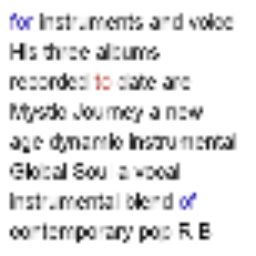 for instruments and voice
His three albums
recorded to date are
Mystic Journey a new
age dynamic instrumental
Global Soul a vocal
instrumental blend of
contemporary pop R B